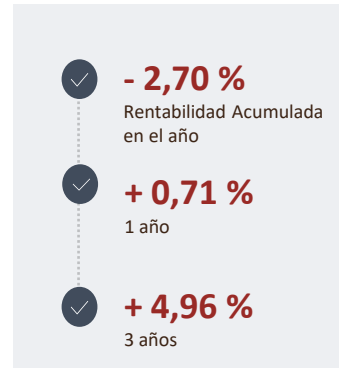 - 2,70 %
Rentabilidad Acumulada
en el año
+ 0,71 %
1 año
+ 4,96 %
3 años